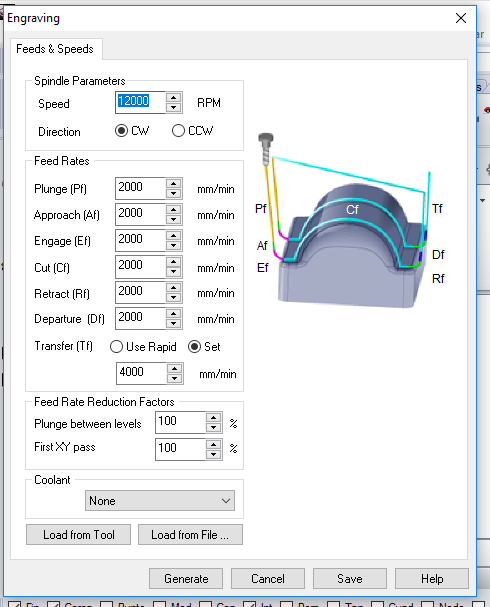 Engraving
Feeds & Speeds
Spindle Parameters
Speed 12000 RPM
Direction CW CCW
Feed Rates
Plunge (Pf) 2000 mm/min
Approach (Af) 2000 mm/min
Engage (Ef) 2000 mm/min
Cut (Cf) 2000 mm/min
Retract (Rf) 2000 mm/min
Departure (Df) 2000 mm/min
Transfer (Tf) Use Rapid Set
4000 mm/min
Pf Cf Tf
Af Df
Ef Rf
Feed Rate Reduction Factors
Plunge between levels 100 %
First XY pass 100 %
Coolant
None
Load from Tool Load from File ...
Generate Cancel Save Help